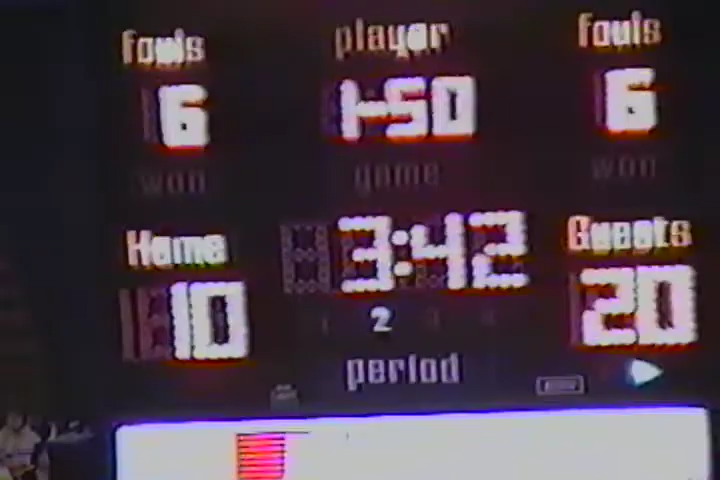 fouls player fouls
6 1-50 6
won game won
Home 3:42 Guests
10 2 20
period